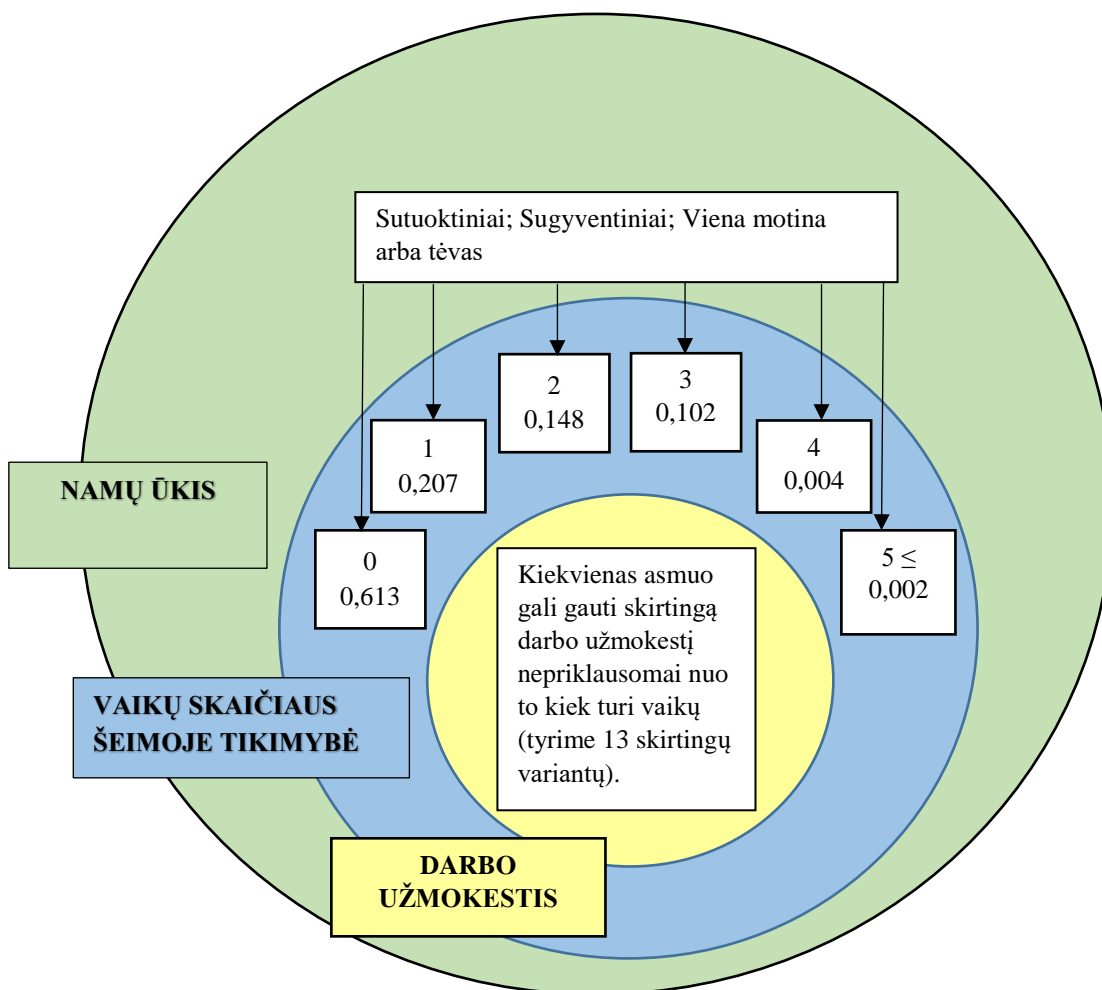 Sutuoktiniai; Sugyventiniai; Viena motina
arba tėvas
2
0,148
3
0,102
1
0,207
4
0,004
NAMŲ ŪKIS
0
0,613
5 ≤
0,002
Kiekvienas asmuo
gali gauti skirtingą
darbo užmokestį
nepriklausomai nuo
to kiek turi vaikų
(tyrime 13 skirtingų
variantų).
VAIKŲ SKAIČIAUS
ŠEIMOJE TIKIMYBĖ
DARBO
UŽMOKESTIS